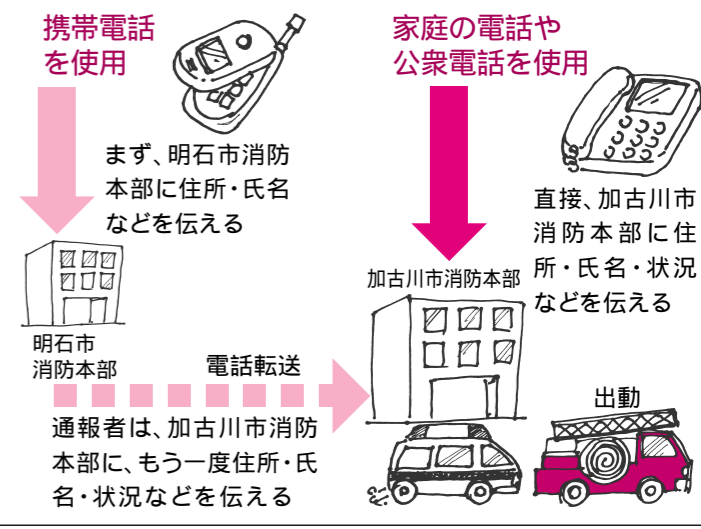 携帯電話
を使用
まず、明石市消防
本部に住所・氏名
などを伝える
明石市
消防本部
電話転送
通報者は、加古川市消防
本部に、もう一度住所・氏
名・状況などを伝える
家庭の電話や
公衆電話を使用
直接、加古川市
消防本部に住
所・氏名・状況
などを伝える
加古川市消防本部
出動